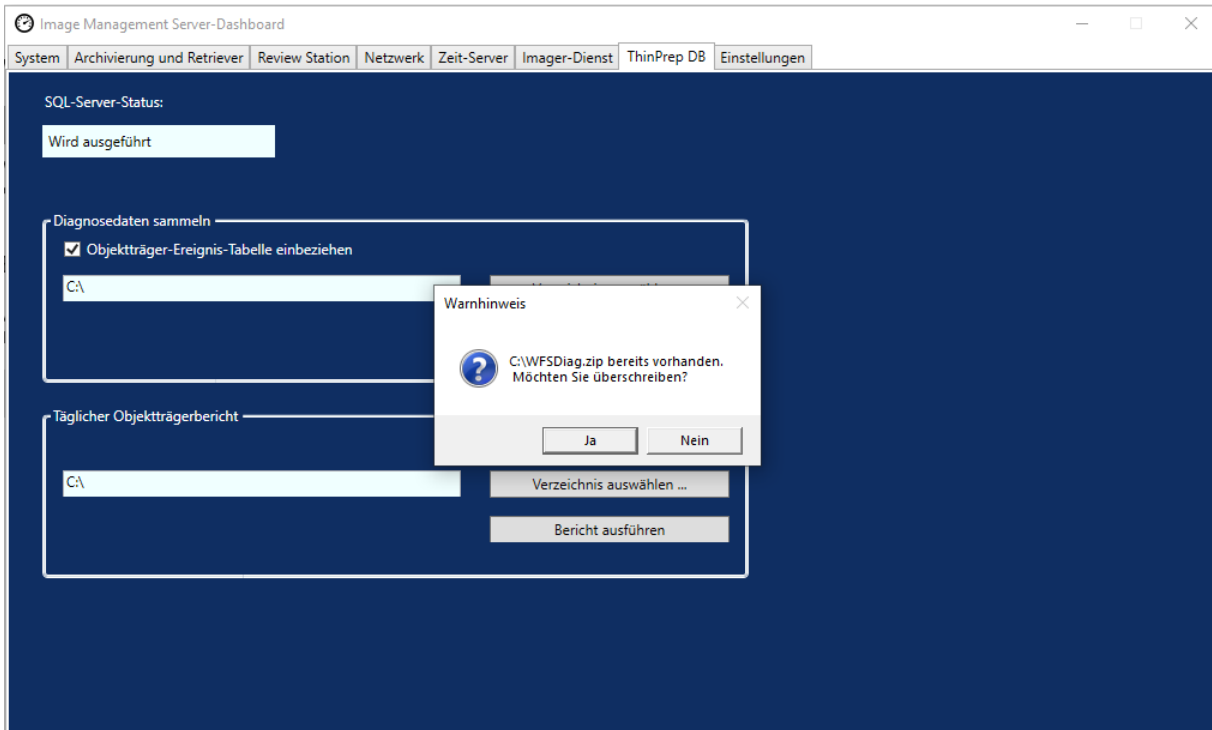 Image Management Server-Dashboard
System Archivierung und Retriever Review Station Netzwerk Zeit-Server Imager-Dienst ThinPrep DB Einstellungen
SQL-Server-Status:
Wird ausgeführt
Diagnosedaten sammeln
Objektträger-Ereignis-Tabelle einbeziehen
C:\
Warnhinweis
C:\WFSDiag.zip bereits vorhanden.
Möchten Sie überschreiben?
Ja Nein
Täglicher Objektträgerbericht
C:\
Verzeichnis auswählen ...
Bericht ausführen